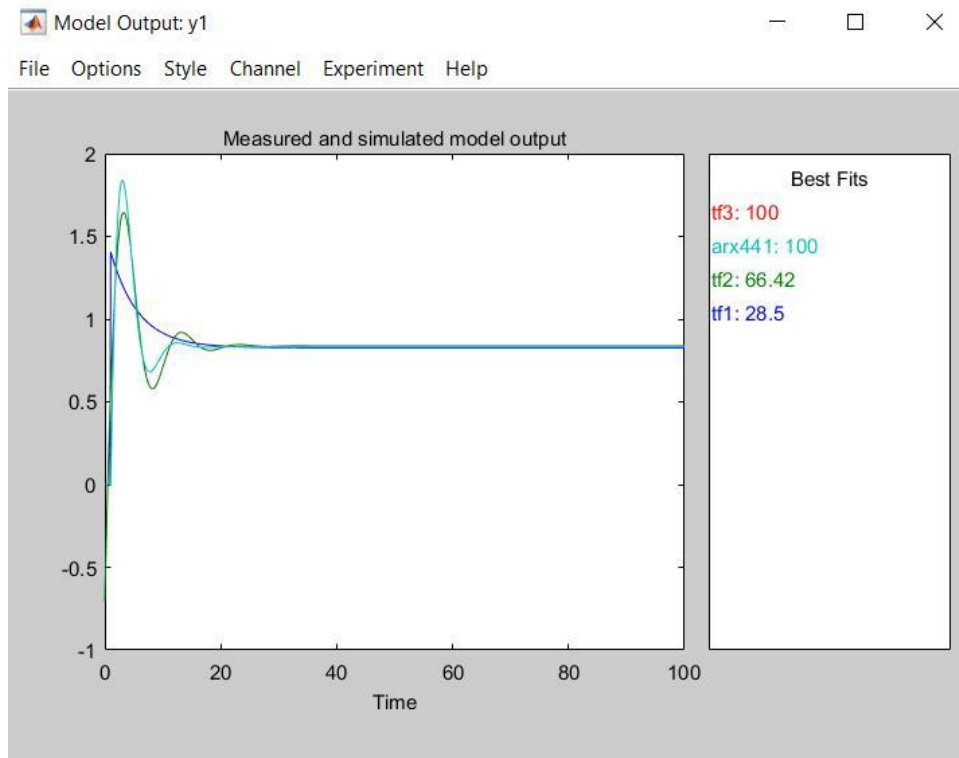 Model Output: y1
File Options Style Channel Experiment Help
Measured and simulated model output
2
1.5
1
0.5
0
-0.5
-1
0 20 40 60 80 100
Time
Best Fits
tf3: 100
arx441: 100
tf2: 66.42
tf1: 28.5